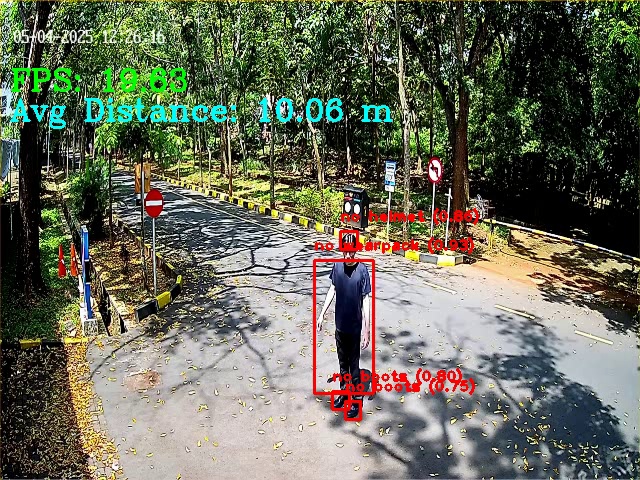 05-04-2025 12:26:16
FPS: 19.63
Avg Distance: 10.06 m
no helmet (0.86)
no wearpack (0.93)
no boots (0.80)
no boots (0.75)